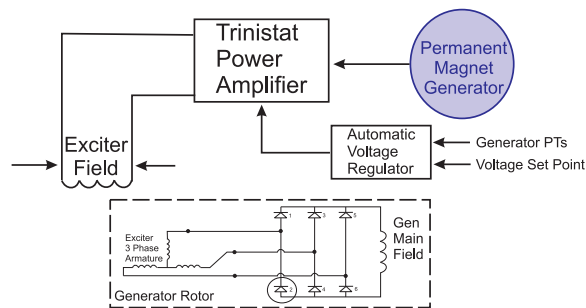 Trinistat
Power
Amplifier
Permanent
Magnet
Generator
Exciter
Field
Automatic
Voltage
Regulator
Generator PTs
Voltage Set Point
1
3
5
Exciter
3 Phase
Armature
Gen
Main
Field
2
4
6
Generator Rotor